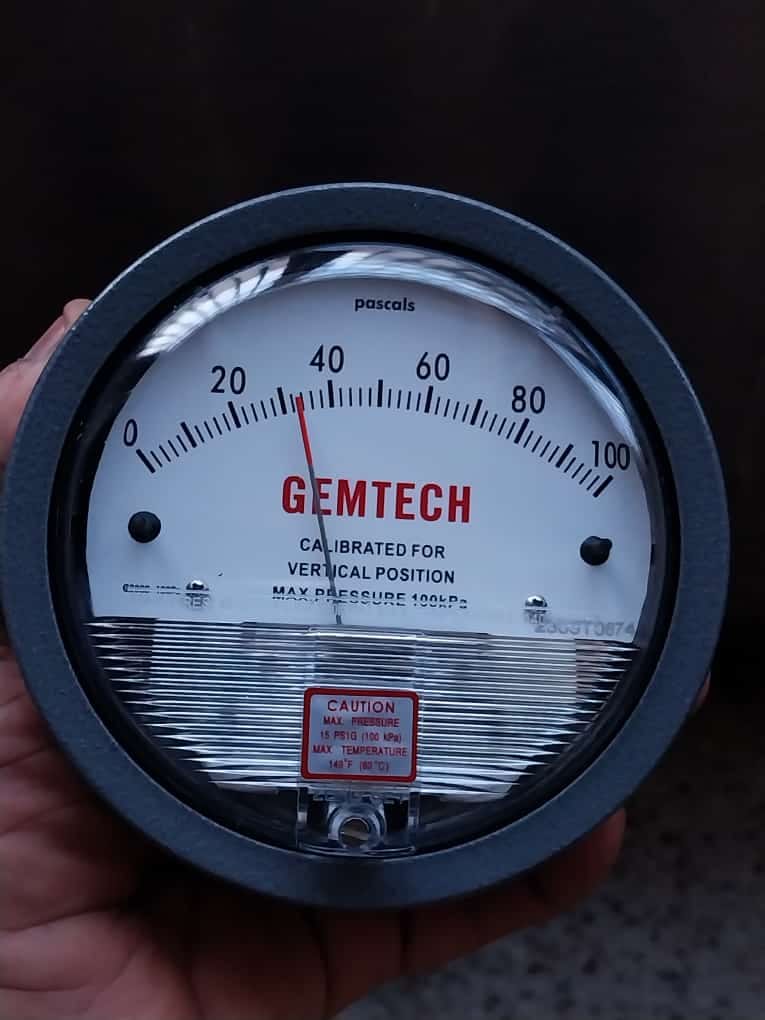 pascals
0 20 40 60 80 100
GEMTECH
CALIBRATED FOR
VERTICAL POSITION
MAX.PRESSURE 100kPa
CAUTION
MAX. PRESSURE
15 PSIG (100 kPa)
MAX. TEMPERATURE
140°F (60 °C)